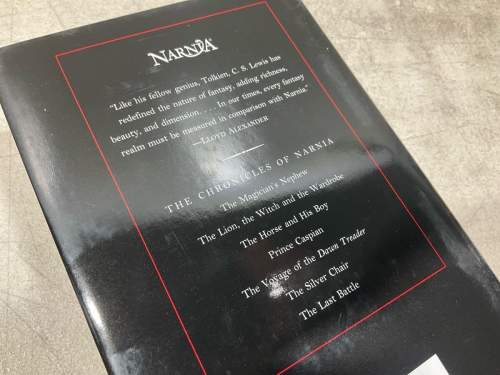 NARNIA®
"Like his fellow genius, Tolkien, C. S. Lewis has
redefined the nature of fantasy, adding richness,
beauty, and dimension. . . . In our times, every fantasy
realm must be measured in comparison with Narnia."
—LLOYD ALEXANDER
THE CHRONICLES OF NARNIA
The Magician's Nephew
The Lion, the Witch and the Wardrobe
The Horse and His Boy
Prince Caspian
The Voyage of the Dawn Treader
The Silver Chair
The Last Battle